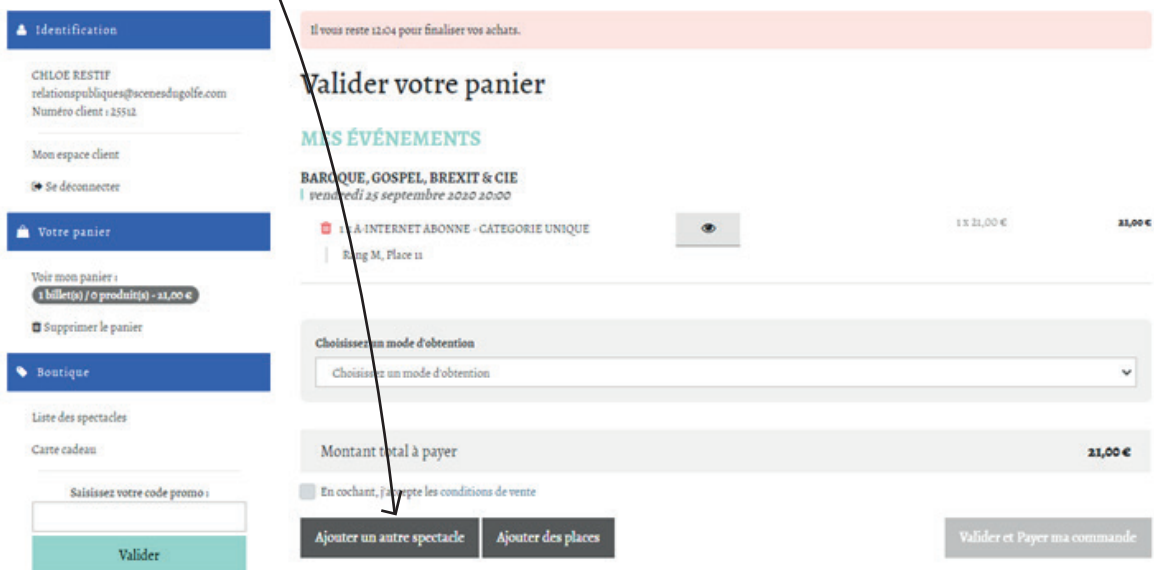 Identification
CHLOE RESTIF
relationspubliques@scenesdugolfe.com
Numéro client : 25512
Mon espace client
Se déconnecter
Votre panier
Voir mon panier :
1 billet(s) / 0 produit(s) - 21,00 €
Supprimer le panier
Boutique
Liste des spectacles
Carte cadeau
Saisissez votre code promo :
Valider
Il vous reste 12:04 pour finaliser vos achats.
Valider votre panier
MES ÉVÉNEMENTS
BAROQUE, GOSPEL, BREXIT & CIE
vendredi 25 septembre 2020 20:00
A-INTERNET ABONNE - CATEGORIE UNIQUE
1 x 21,00 €
21,00 €
Rang M, Place 11
Choisissez un mode d'obtention
Choisissez un mode d'obtention
Montant total à payer
21,00 €
En cochant, j'accepte les conditions de vente
Ajouter un autre spectacle
Ajouter des places
Valider et Payer ma commande